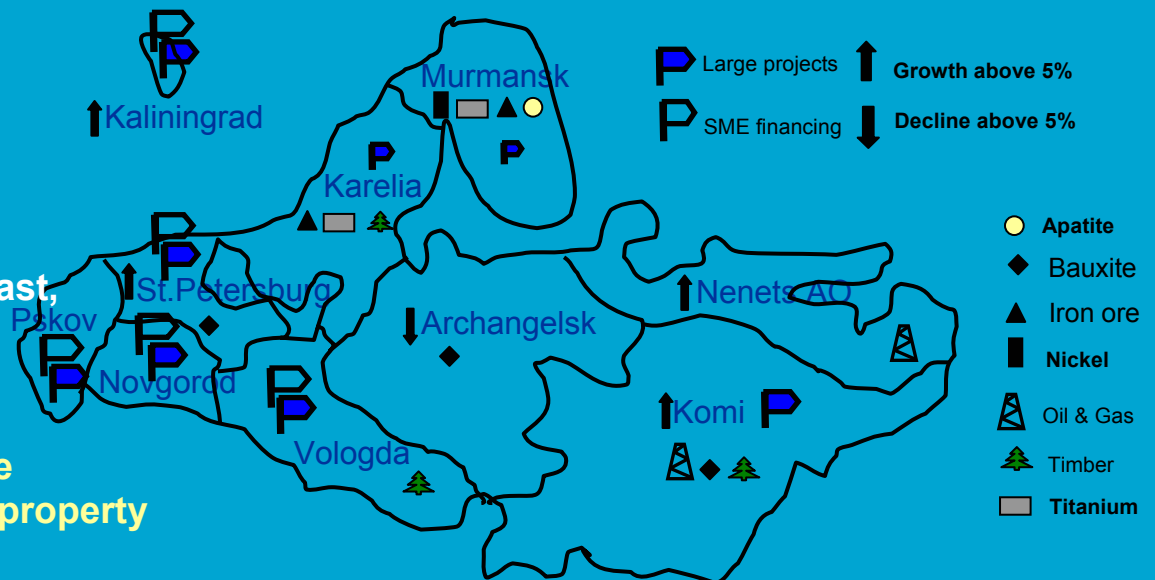 Kaliningrad
Murmansk
Large projects
Growth above 5%
SME financing
Decline above 5%
Karelia
Apatite
ast,
St.Petersburg
Nenets AO
Bauxite
Pskov
Archangelsk
Iron ore
Nickel
Novgorod
Komi
Oil & Gas
Vologda
e
Timber
property
Titanium